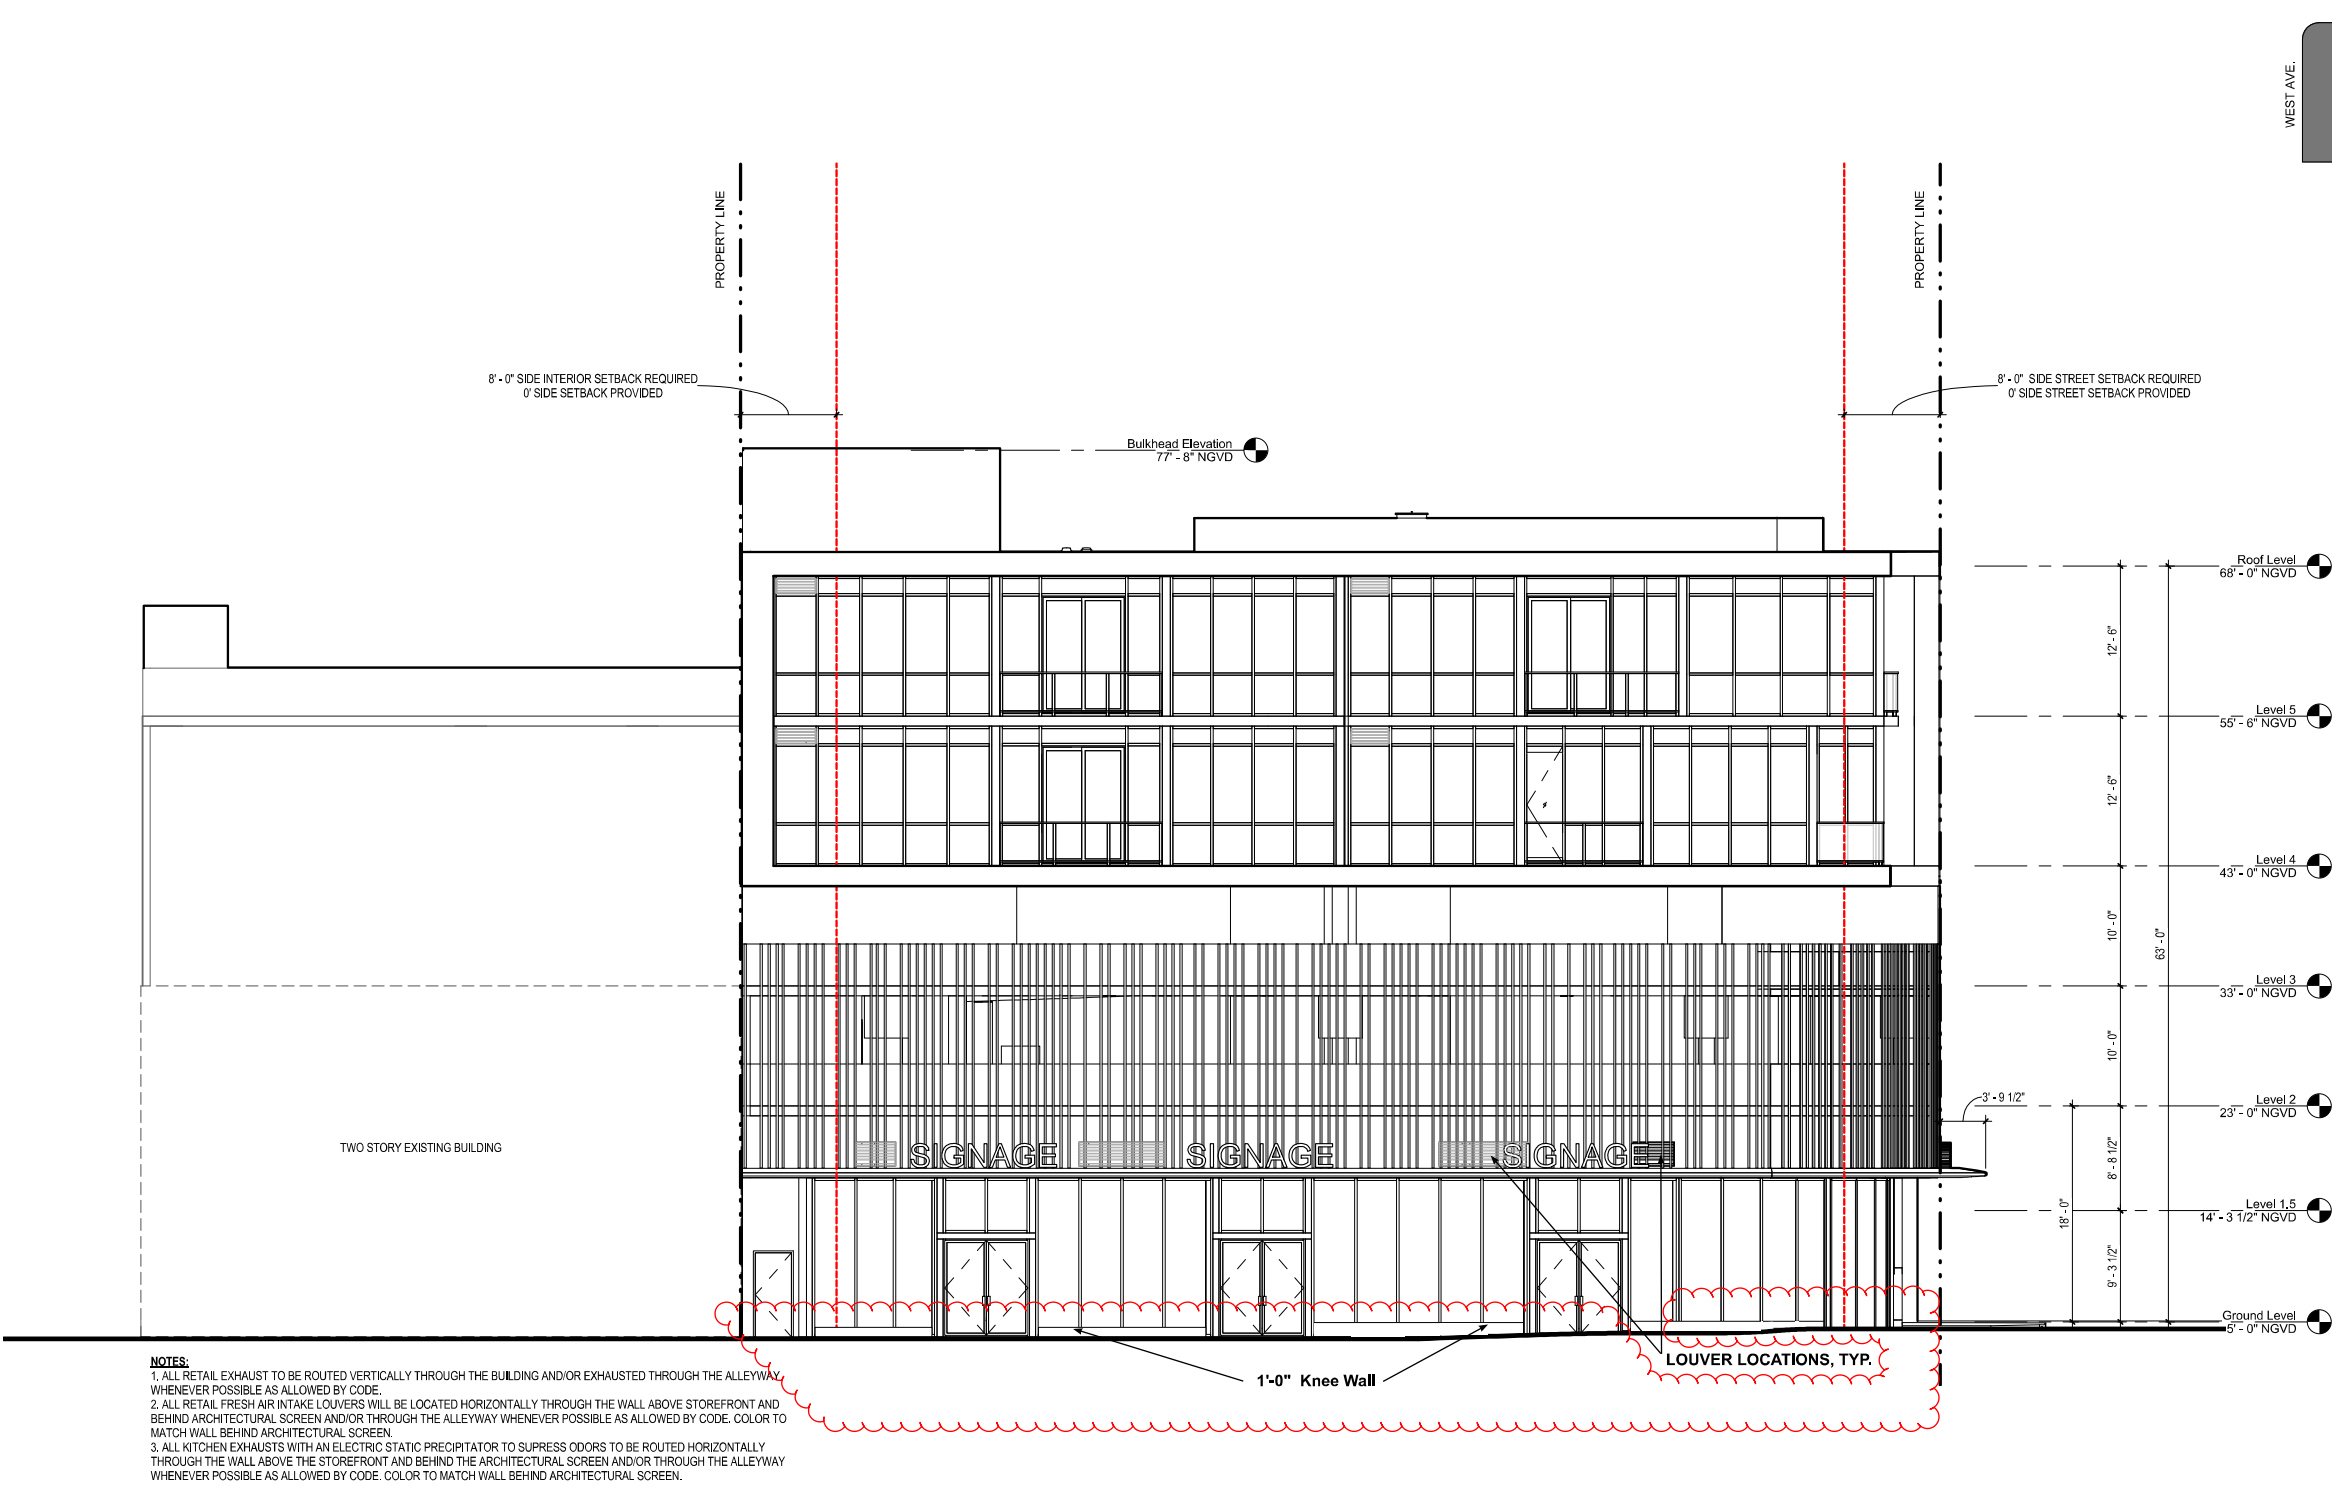 WEST AVE.
PROPERTY LINE
PROPERTY LINE
8' - 0" SIDE INTERIOR SETBACK REQUIRED
0' SIDE SETBACK PROVIDED
8' - 0" SIDE STREET SETBACK REQUIRED
0' SIDE STREET SETBACK PROVIDED
Bulkhead Elevation
77' - 8" NGVD
Roof Level
68' - 0" NGVD
12' - 6"
Level 5
55' - 6" NGVD
12' - 6"
Level 4
43' - 0" NGVD
10' - 0"
63' - 0"
Level 3
33' - 0" NGVD
10' - 0"
3' - 9 1/2"
Level 2
23' - 0" NGVD
TWO STORY EXISTING BUILDING
SIGNAGE
SIGNAGE
SIGNAGE
8' - 8 1/2"
18' - 0"
Level 1.5
14' - 3 1/2" NGVD
9' - 3 1/2"
Ground Level
5' - 0" NGVD
LOUVER LOCATIONS, TYP.
1'-0" Knee Wall
NOTES:
1. ALL RETAIL EXHAUST TO BE ROUTED VERTICALLY THROUGH THE BUILDING AND/OR EXHAUSTED THROUGH THE ALLEYWAY
WHENEVER POSSIBLE AS ALLOWED BY CODE.
2. ALL RETAIL FRESH AIR INTAKE LOUVERS WILL BE LOCATED HORIZONTALLY THROUGH THE WALL ABOVE STOREFRONT AND
BEHIND ARCHITECTURAL SCREEN AND/OR THROUGH THE ALLEYWAY WHENEVER POSSIBLE AS ALLOWED BY CODE. COLOR TO
MATCH WALL BEHIND ARCHITECTURAL SCREEN.
3. ALL KITCHEN EXHAUSTS WITH AN ELECTRIC STATIC PRECIPITATOR TO SUPRESS ODORS TO BE ROUTED HORIZONTALLY
THROUGH THE WALL ABOVE THE STOREFRONT AND BEHIND THE ARCHITECTURAL SCREEN AND/OR THROUGH THE ALLEYWAY
WHENEVER POSSIBLE AS ALLOWED BY CODE. COLOR TO MATCH WALL BEHIND ARCHITECTURAL SCREEN.